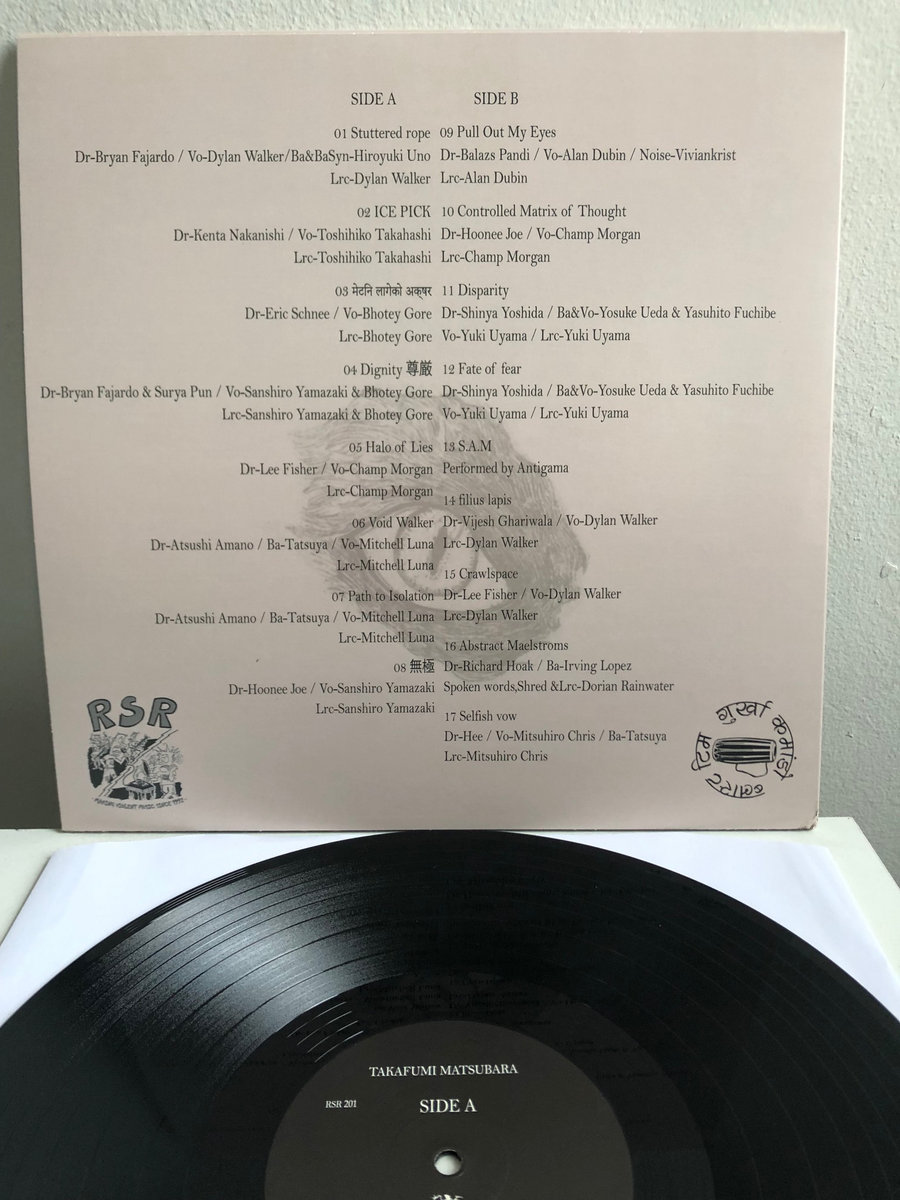 SIDE A
01 Stuttered rope
Dr-Bryan Fajardo / Vo-Dylan Walker/Ba&BaSyn-Hiroyuki Uno
Lrc-Dylan Walker
02 ICE PICK
Dr-Kenta Nakanishi / Vo-Toshihiko Takahashi
Lrc-Toshihiko Takahashi
03 मेटनि लागेको अक्षर
Dr-Eric Schnee / Vo-Bhotey Gore
Lrc-Bhotey Gore
04 Dignity 尊厳
Dr-Bryan Fajardo & Surya Pun / Vo-Sanshiro Yamazaki & Bhotey Gore
Lrc-Sanshiro Yamazaki & Bhotey Gore
05 Halo of Lies
Dr-Lee Fisher / Vo-Champ Morgan
Lrc-Champ Morgan
06 Void Walker
Dr-Atsushi Amano / Ba-Tatsuya / Vo-Mitchell Luna
Lrc-Mitchell Luna
07 Path to Isolation
Dr-Atsushi Amano / Ba-Tatsuya / Vo-Mitchell Luna
Lrc-Mitchell Luna
08 無極
Dr-Hoonee Joe / Vo-Sanshiro Yamazaki
Lrc-Sanshiro Yamazaki
SIDE B
09 Pull Out My Eyes
Dr-Balazs Pandi / Vo-Alan Dubin / Noise-Viviankrist
Lrc-Alan Dubin
10 Controlled Matrix of Thought
Dr-Hoonee Joe / Vo-Champ Morgan
Lrc-Champ Morgan
11 Disparity
Dr-Shinya Yoshida / Ba&Vo-Yosuke Ueda & Yasuhito Fuchibe
Vo-Yuki Uyama / Lrc-Yuki Uyama
12 Fate of fear
Dr-Shinya Yoshida / Ba&Vo-Yosuke Ueda & Yasuhito Fuchibe
Vo-Yuki Uyama / Lrc-Yuki Uyama
13 S.A.M
Performed by Antigama
14 filius lapis
Dr-Vijesh Ghariwala / Vo-Dylan Walker
Lrc-Dylan Walker
15 Crawlspace
Dr-Lee Fisher / Vo-Dylan Walker
Lrc-Dylan Walker
16 Abstract Maelstroms
Dr-Richard Hoak / Ba-Irving Lopez
Spoken words,Shred &Lrc-Dorian Rainwater
17 Selfish vow
Dr-Hee / Vo-Mitsuhiro Chris / Ba-Tatsuya
Lrc-Mitsuhiro Chris
RSR
VIOLENT MUSIC SINCE 1992
गुर्खा कमांडो
ब्लास्ट टिम
TAKAFUMI MATSUBARA
RSR 201
SIDE A